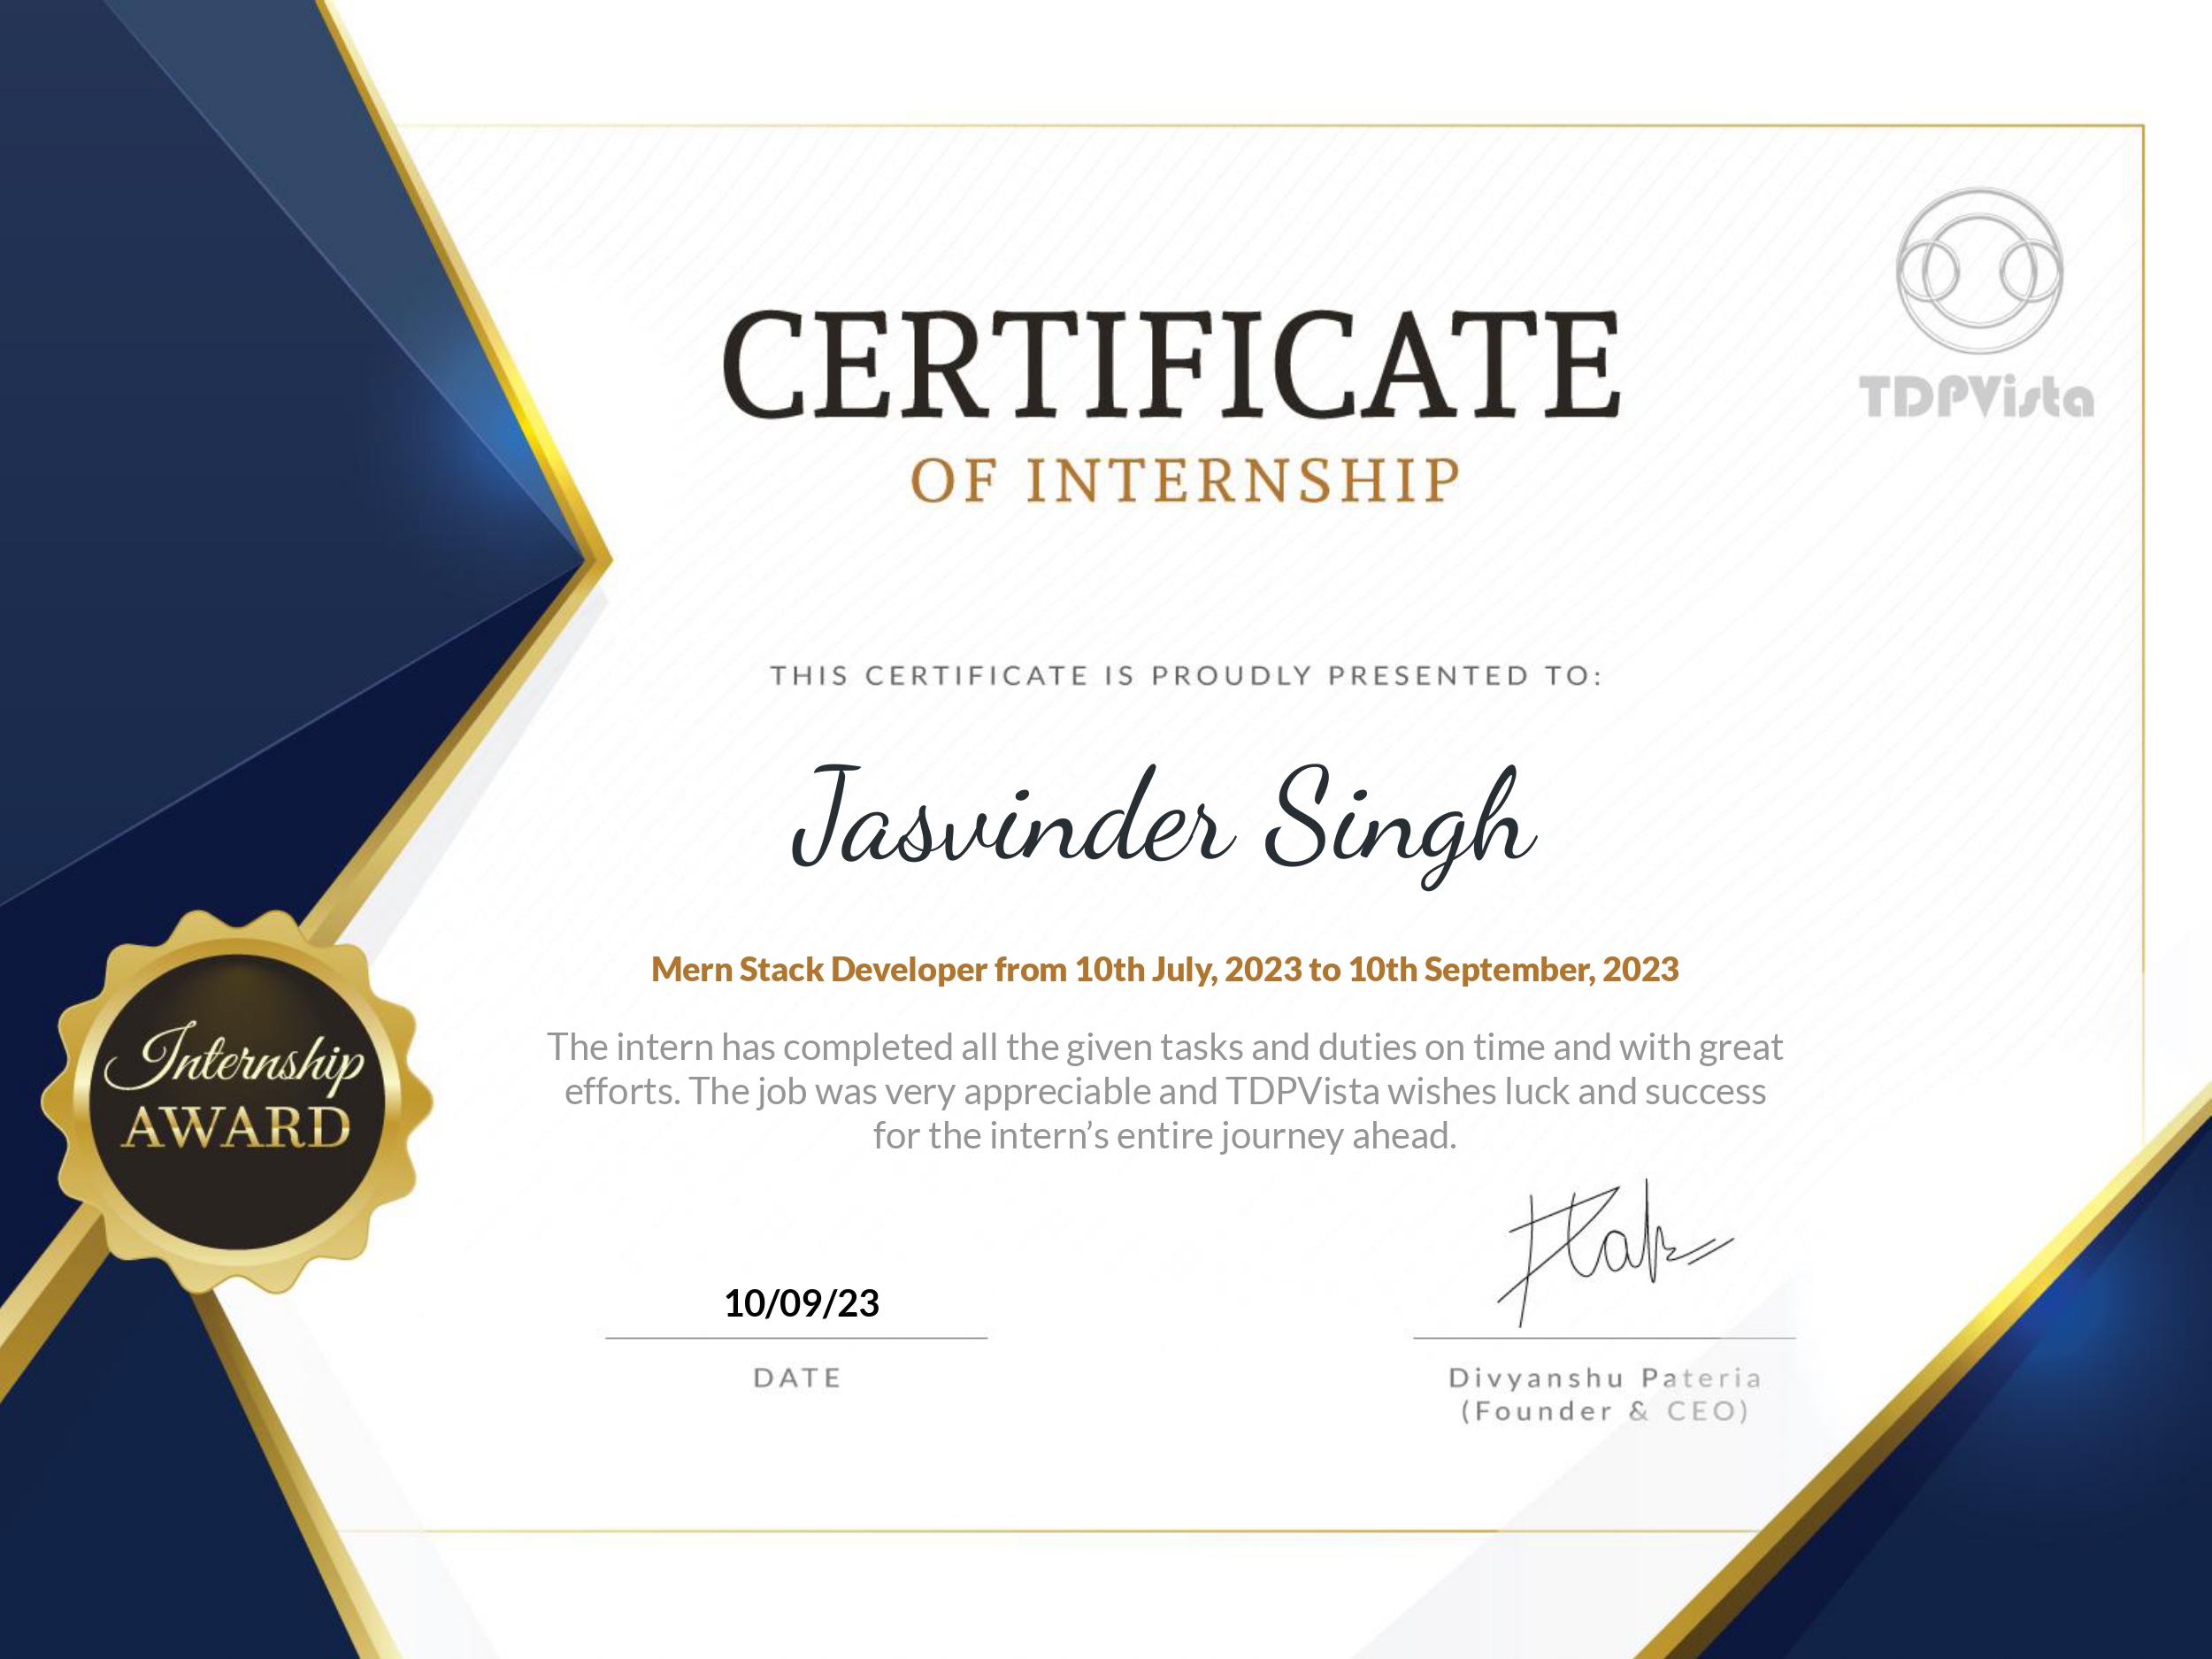 CERTIFICATE
OF INTERNSHIP
TDPVista
THIS CERTIFICATE IS PROUDLY PRESENTED TO:
Jasvinder Singh
Mern Stack Developer from 10th July, 2023 to 10th September, 2023
The intern has completed all the given tasks and duties on time and with great
efforts. The job was very appreciable and TDPVista wishes luck and success
for the intern’s entire journey ahead.
Internship
AWARD
10/09/23
DATE
Divyanshu Pateria
(Founder & CEO)